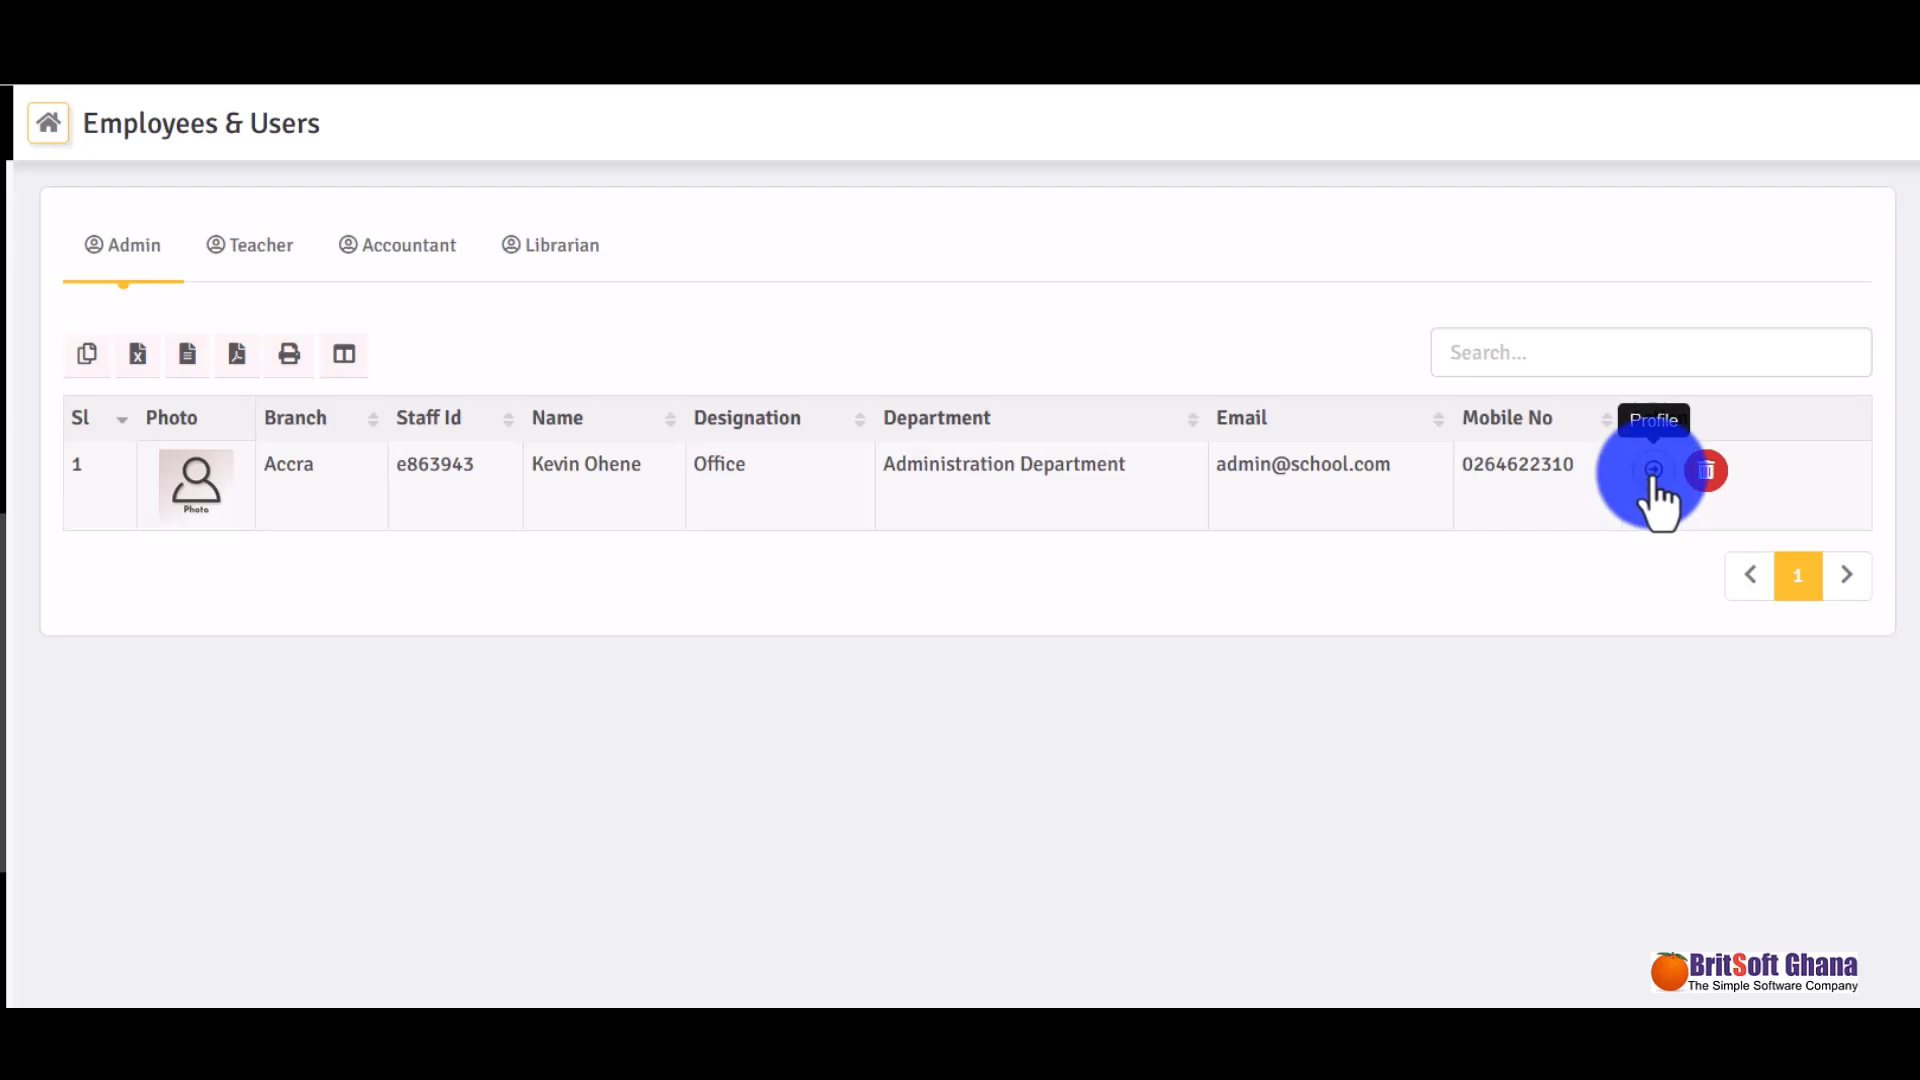 Employees & Users
Admin
Teacher
Accountant
Librarian
Search...
Sl
Photo
Branch
Staff Id
Name
Designation
Department
Email
Mobile No
Profile
1
Photo
Accra
e863943
Kevin Ohene
Office
Administration Department
admin@school.com
0264622310
1
BritSoft Ghana
The Simple Software Company